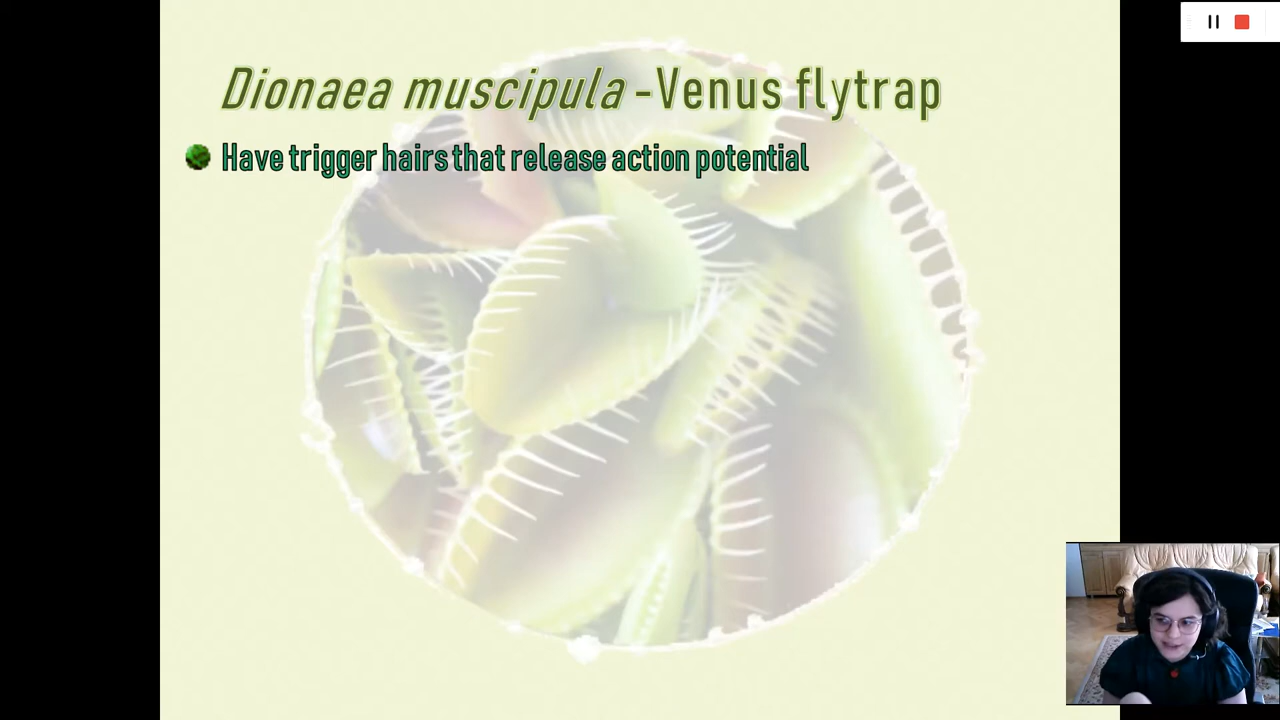 Dionaea muscipula -Venus flytrap
Have trigger hairs that release action potential